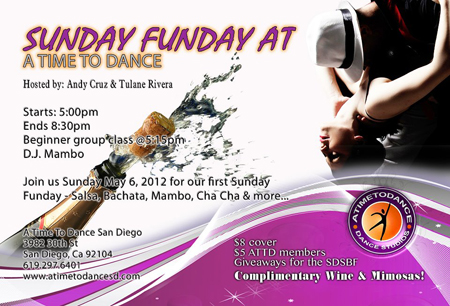 SUNDAY FUNDAY AT
A TIME TO DANCE
Hosted by: Andy Cruz & Tulane Rivera
Starts: 5:00pm
Ends 8:30pm
Beginner group class @5:15pm
D.J. Mambo
Join us Sunday May 6, 2012 for our first Sunday
Funday - Salsa, Bachata, Mambo, Cha Cha & more...
A Time To Dance San Diego
3982 30th St
San Diego, Ca 92104
619.297.6401
www.atimetodancesd.com
ATIMETODANCE
DANCE STUDIOS
$8 cover
$5 ATTD members
Giveaways for the SDSBF
Complimentary Wine & Mimosas!